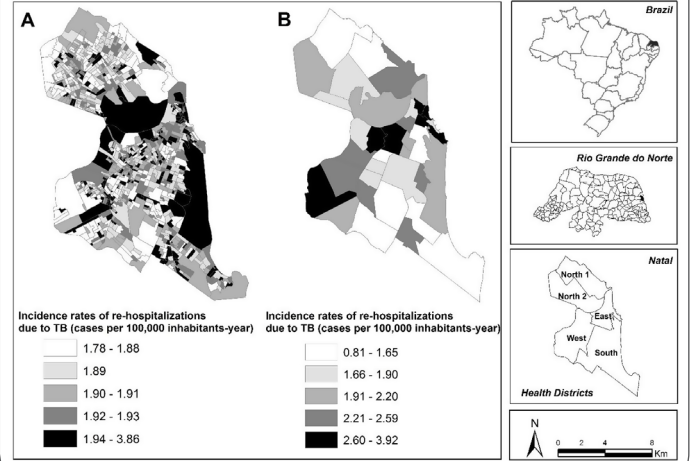 A
B
Brazil
Rio Grande do Norte
Natal
North 1
North 2
East
West
South
Health Districts
Incidence rates of re-hospitalizations
due to TB (cases per 100,000 inhabitants-year)
1.78 - 1.88
1.89
1.90 - 1.91
1.92 - 1.93
1.94 - 3.86
Incidence rates of re-hospitalizations
due to TB (cases per 100,000 inhabitants-year)
0.81 - 1.65
1.66 - 1.90
1.91 - 2.20
2.21 - 2.59
2.60 - 3.92
N
0 2 4 8
Km